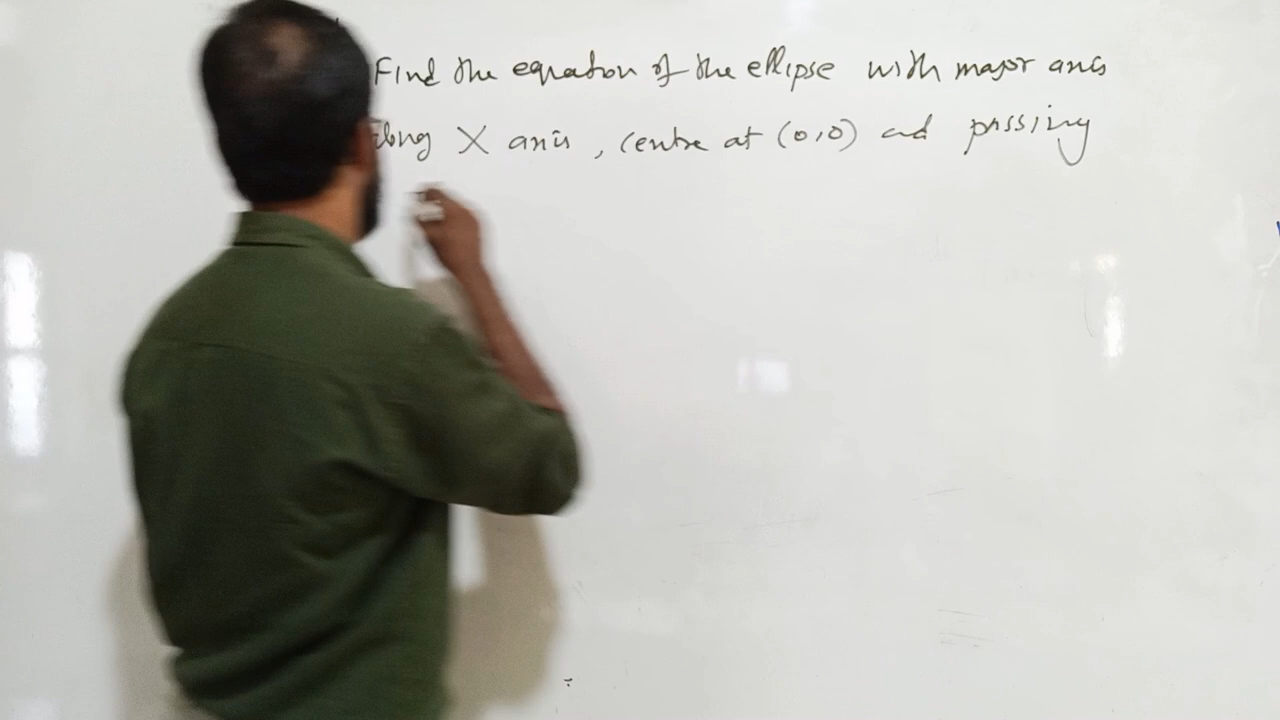 Find the equation of the ellipse with major axis
along X axis, centre at (0,0) and passing